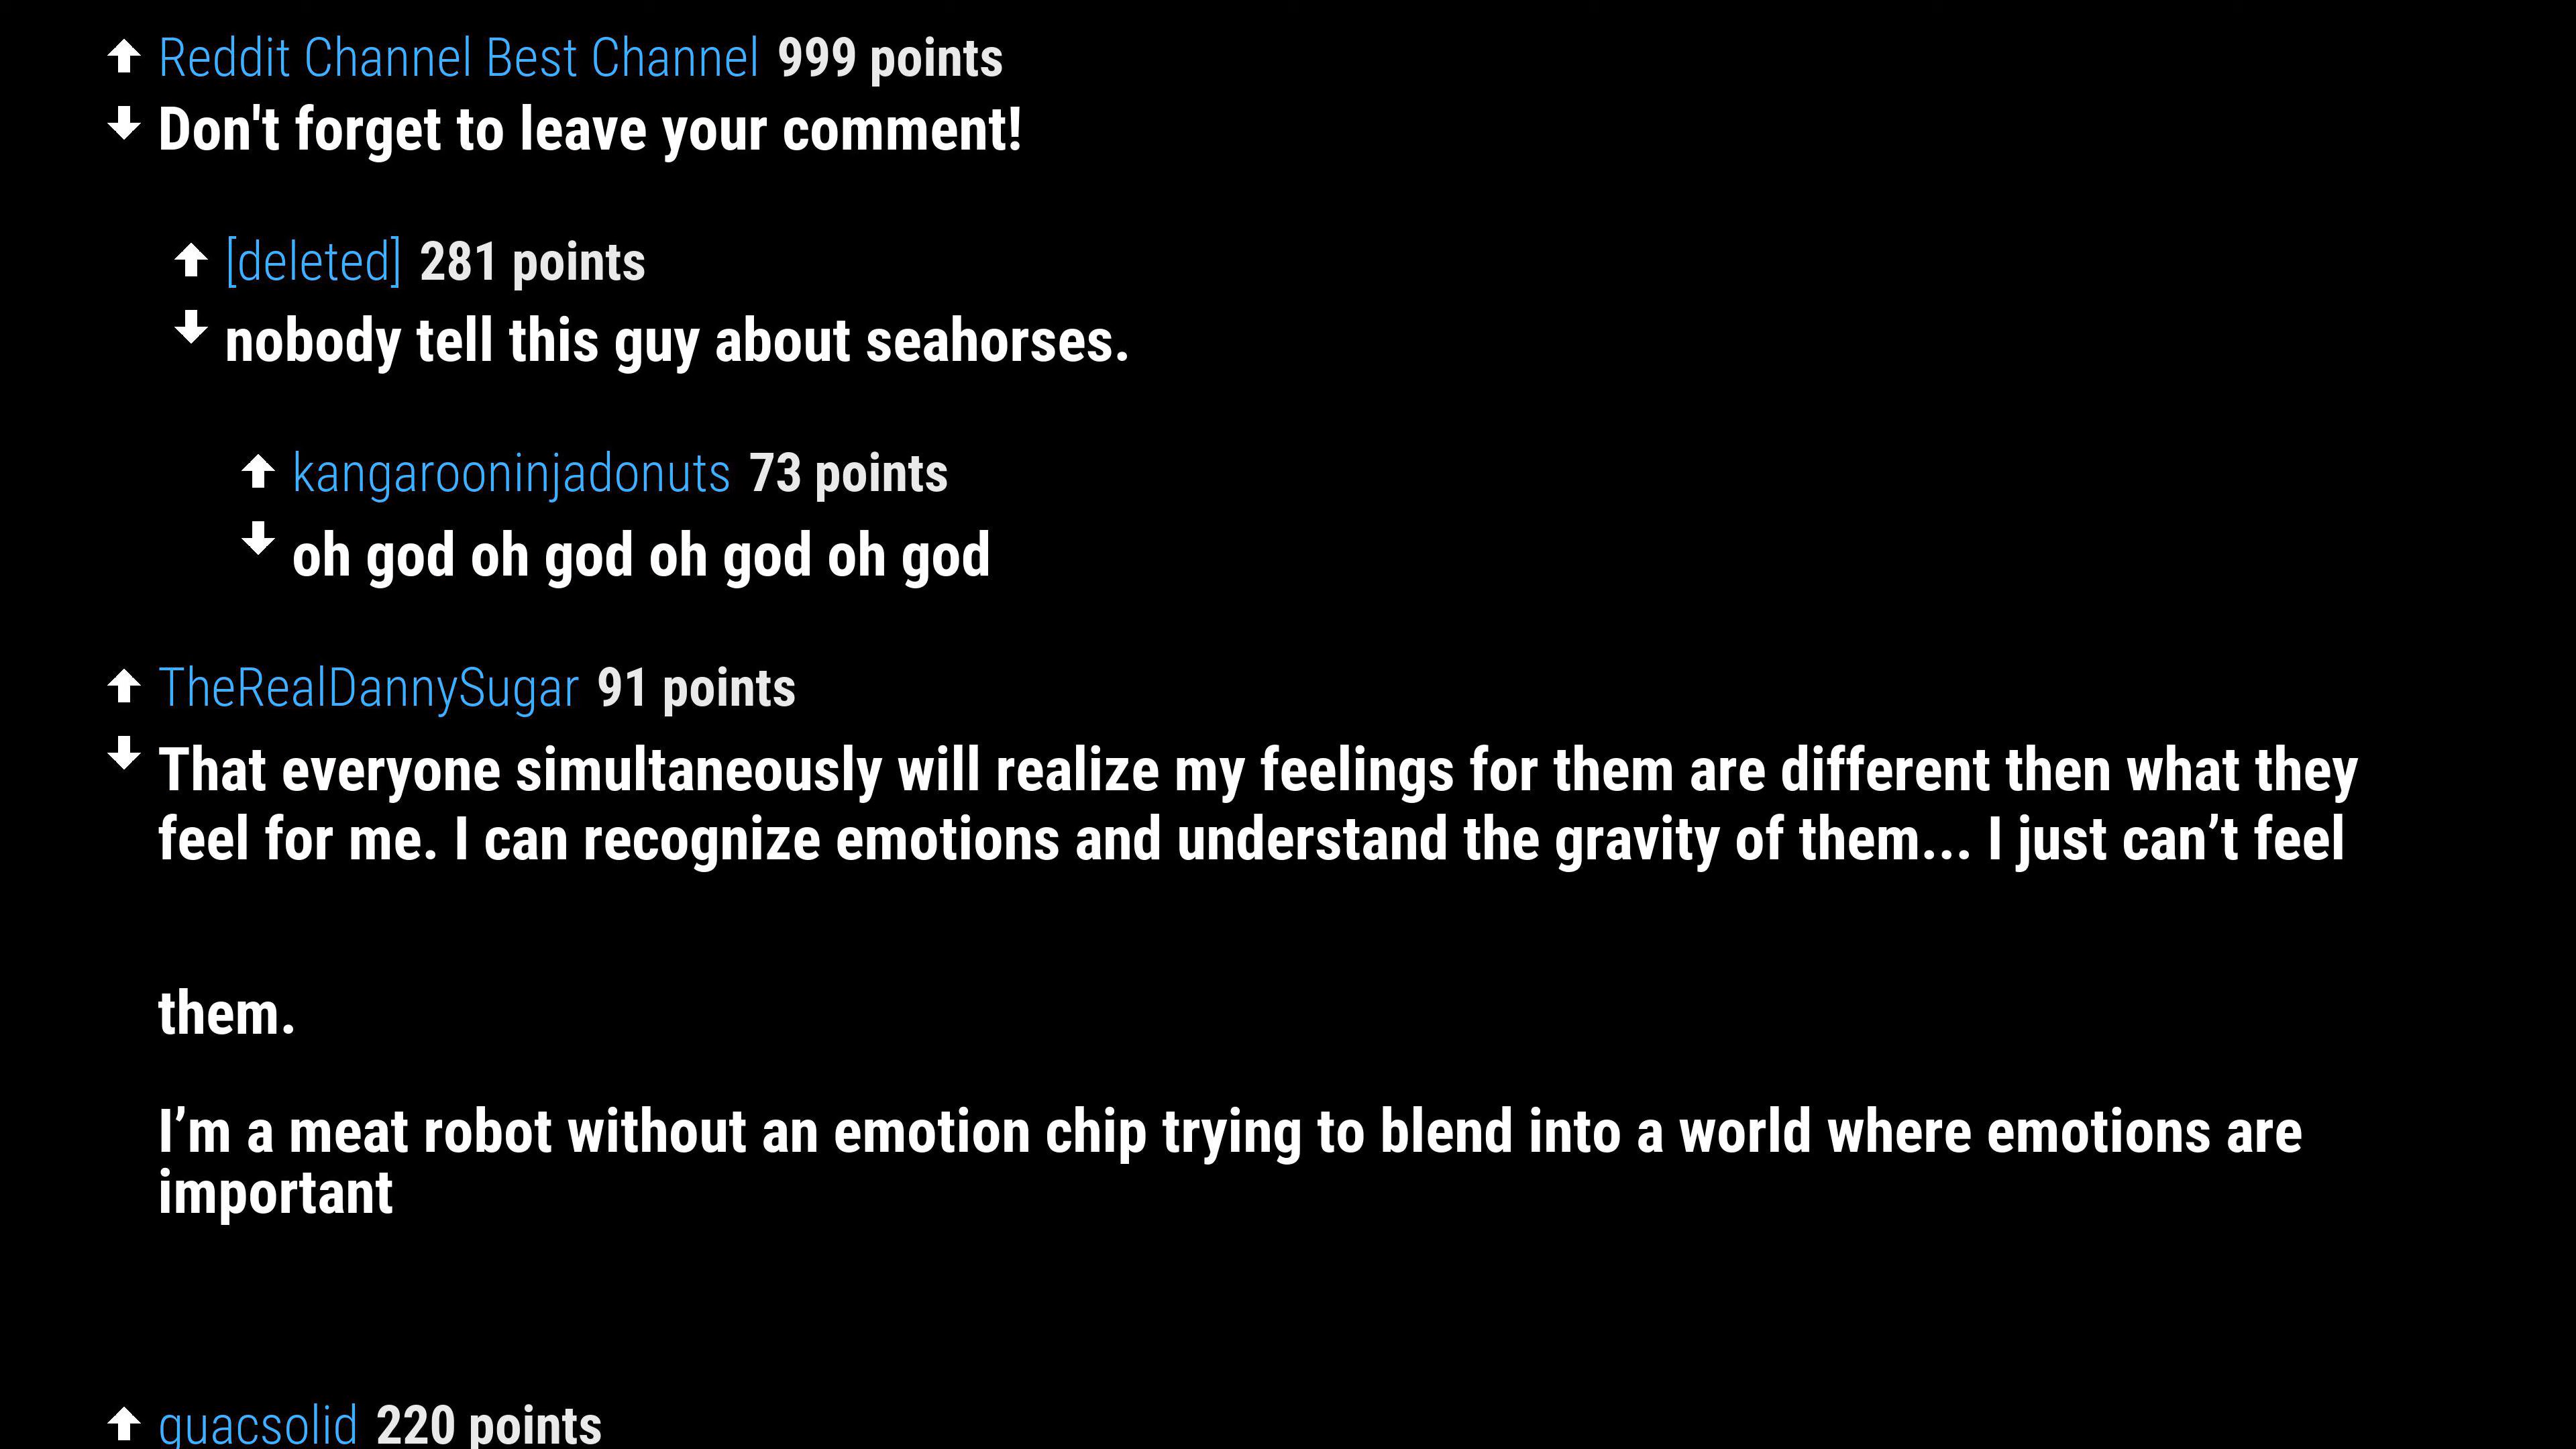 Reddit Channel Best Channel 999 points
Don't forget to leave your comment!
[deleted] 281 points
nobody tell this guy about seahorses.
kangarooninjadonuts 73 points
oh god oh god oh god oh god
TheRealDannySugar 91 points
That everyone simultaneously will realize my feelings for them are different then what they
feel for me. I can recognize emotions and understand the gravity of them... I just can’t feel
them.
I’m a meat robot without an emotion chip trying to blend into a world where emotions are
important
guacsolid 220 points